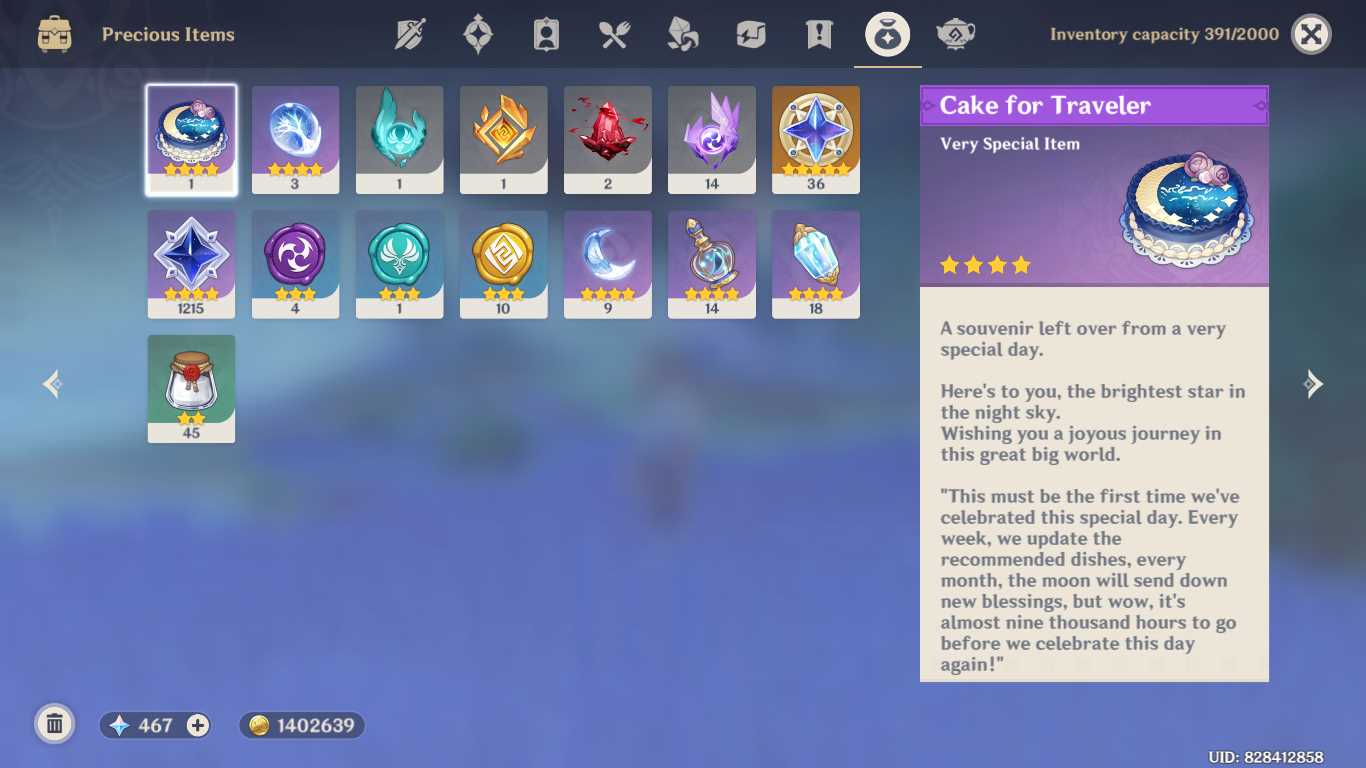 Precious Items
Inventory capacity 391/2000
1
3
1
1
2
14
36
1215
4
1
10
9
14
18
45
Cake for Traveler
Very Special Item
A souvenir left over from a very
special day.
Here's to you, the brightest star in
the night sky.
Wishing you a joyous journey in
this great big world.
"This must be the first time we've
celebrated this special day. Every
week, we update the
recommended dishes, every
month, the moon will send down
new blessings, but wow, it's
almost nine thousand hours to go
before we celebrate this day
again!"
467
1402639
UID: 828412858